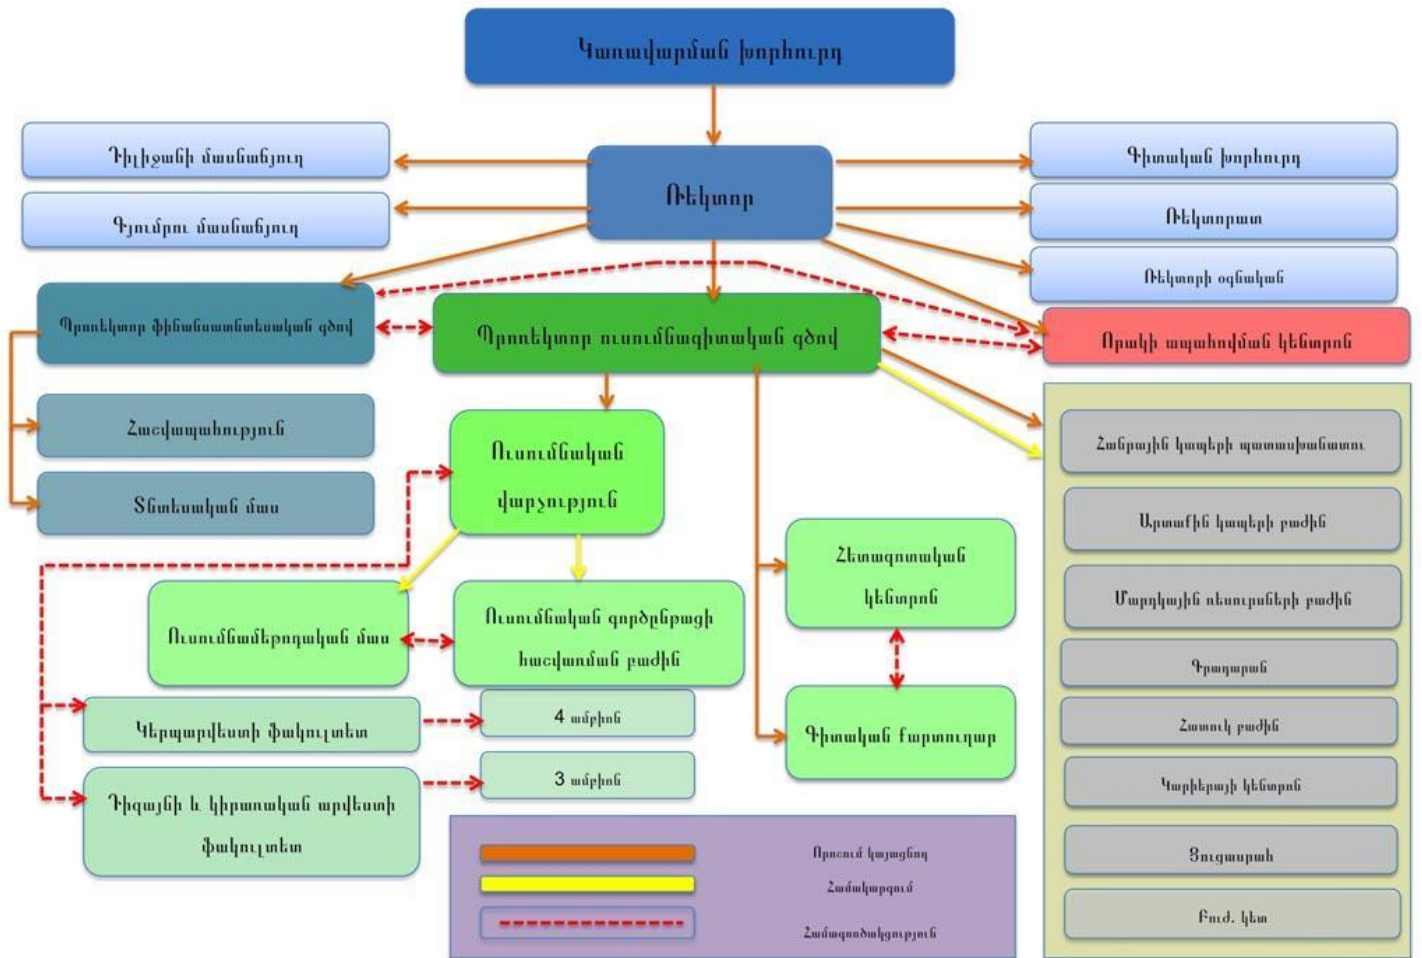 Կառավարման խորհուրդ
Դիլիջանի մասնաճյուղ
Գիտական խորհուրդ
Ռեկտոր
Գյումրու մասնաճյուղ
Ռեկտորատ
Ռեկտորի օգնական
Պրոռեկտոր ֆինանսատնտեսական գծով
Պրոռեկտոր ուսումնագիտական գծով
Որակի ապահովման կենտրոն
Հաշվապահություն
Տնտեսական մաս
Ուսումնական
վարչություն
Հանրային կապերի պատասխանատու
Արտաքին կապերի բաժին
Մարդկային ռեսուրսների բաժին
Գրադարան
Հատուկ բաժին
Կարիերայի կենտրոն
Ցուցասրահ
Բուժ. կետ
Հետազոտական
կենտրոն
Գիտական քարտուղար
Ուսումնամեթոդական մաս
Ուսումնական գործընթացի
հաշվառման բաժին
Կերպարվեստի ֆակուլտետ
4 ամբիոն
Դիզայնի և կիրառական արվեստի
ֆակուլտետ
3 ամբիոն
Որոշում կայացնող
Համակարգում
Համագործակցություն